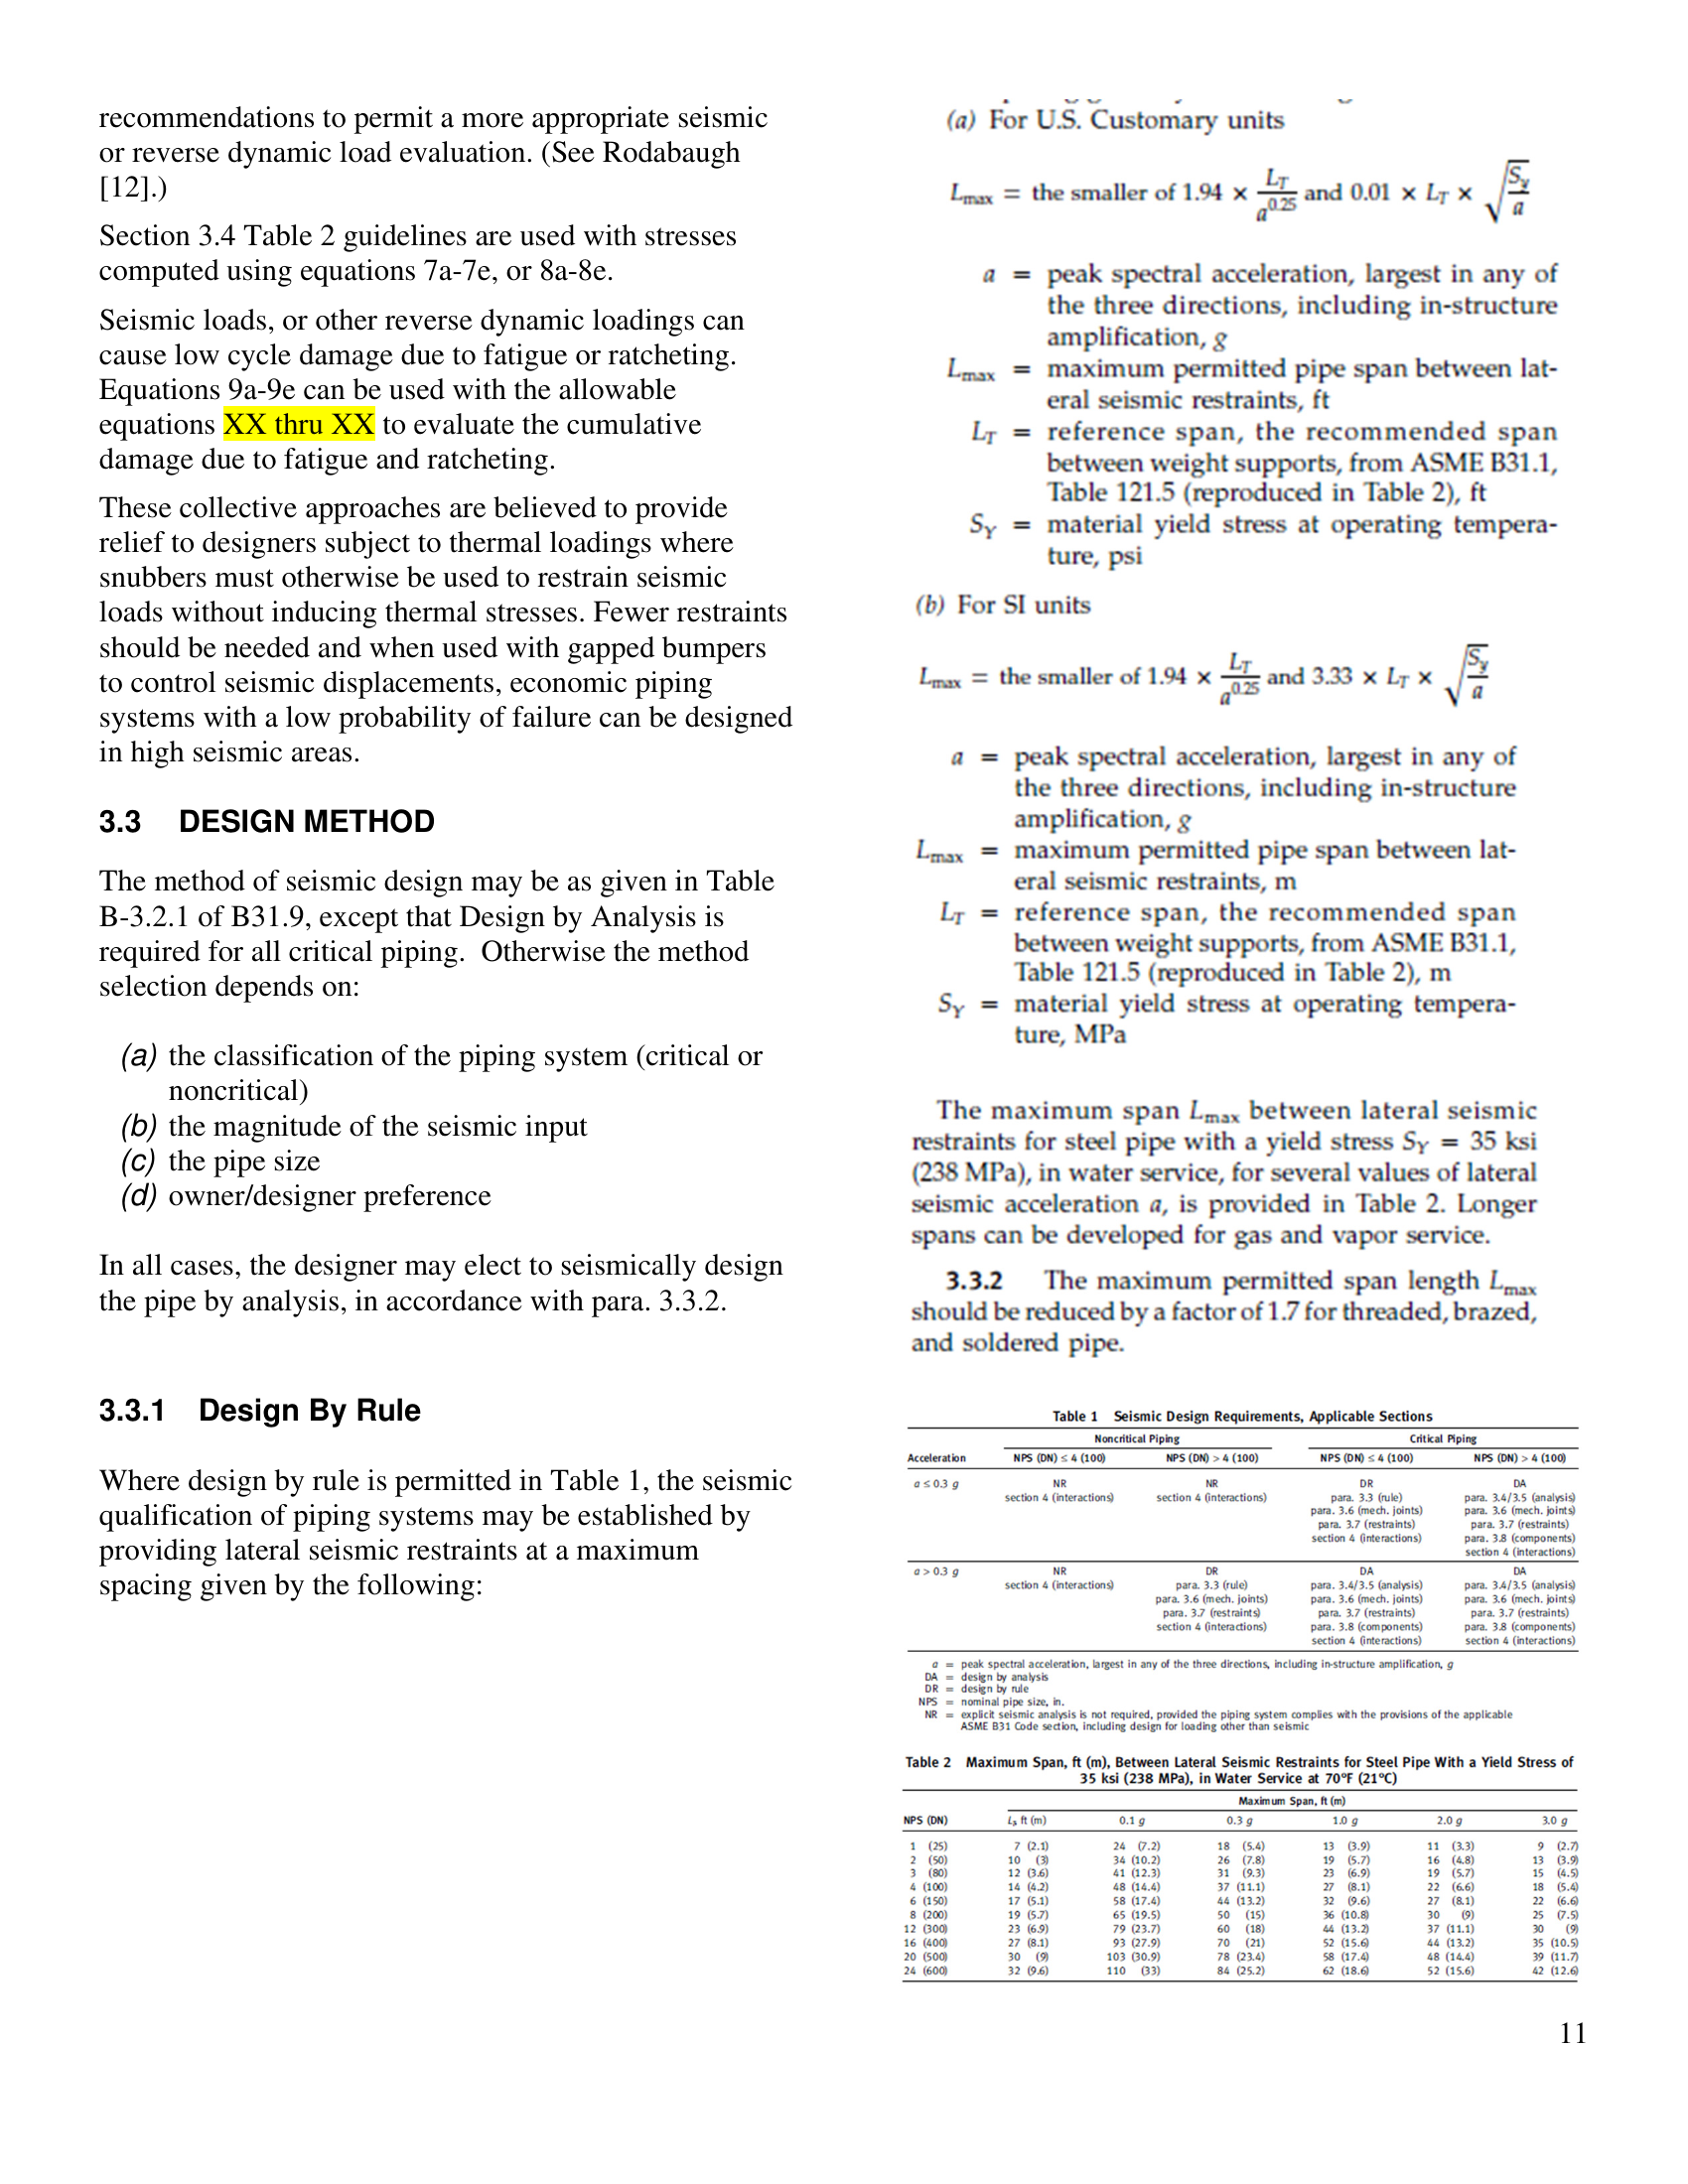 recommendations to permit a more appropriate seismic
or reverse dynamic load evaluation. (See Rodabaugh
[12].)
Section 3.4 Table 2 guidelines are used with stresses
computed using equations 7a-7e, or 8a-8e.
Seismic loads, or other reverse dynamic loadings can
cause low cycle damage due to fatigue or ratcheting.
Equations 9a-9e can be used with the allowable
equations XX thru XX to evaluate the cumulative
damage due to fatigue and ratcheting.
These collective approaches are believed to provide
relief to designers subject to thermal loadings where
snubbers must otherwise be used to restrain seismic
loads without inducing thermal stresses. Fewer restraints
should be needed and when used with gapped bumpers
to control seismic displacements, economic piping
systems with a low probability of failure can be designed
in high seismic areas.
3.3 DESIGN METHOD
The method of seismic design may be as given in Table
B-3.2.1 of B31.9, except that Design by Analysis is
required for all critical piping.  Otherwise the method
selection depends on:
(a) the classification of the piping system (critical or
noncritical)
(b) the magnitude of the seismic input
(c) the pipe size
(d) owner/designer preference
In all cases, the designer may elect to seismically design
the pipe by analysis, in accordance with para. 3.3.2.
3.3.1 Design By Rule
Where design by rule is permitted in Table 1, the seismic
qualification of piping systems may be established by
providing lateral seismic restraints at a maximum
spacing given by the following:
(a) For U.S. Customary units
Lmax = the smaller of 1.94 × LT/a^0.25 and 0.01 × LT × √(Sy/a)
a = peak spectral acceleration, largest in any of
the three directions, including in-structure
amplification, g
Lmax = maximum permitted pipe span between lat-
eral seismic restraints, ft
LT = reference span, the recommended span
between weight supports, from ASME B31.1,
Table 121.5 (reproduced in Table 2), ft
SY = material yield stress at operating tempera-
ture, psi
(b) For SI units
Lmax = the smaller of 1.94 × LT/a^0.25 and 3.33 × LT × √(Sy/a)
a = peak spectral acceleration, largest in any of
the three directions, including in-structure
amplification, g
Lmax = maximum permitted pipe span between lat-
eral seismic restraints, m
LT = reference span, the recommended span
between weight supports, from ASME B31.1,
Table 121.5 (reproduced in Table 2), m
SY = material yield stress at operating tempera-
ture, MPa
The maximum span Lmax between lateral seismic
restraints for steel pipe with a yield stress SY = 35 ksi
(238 MPa), in water service, for several values of lateral
seismic acceleration a, is provided in Table 2. Longer
spans can be developed for gas and vapor service.
3.3.2 The maximum permitted span length Lmax
should be reduced by a factor of 1.7 for threaded, brazed,
and soldered pipe.
Table 1 Seismic Design Requirements, Applicable Sections
Noncritical Piping Critical Piping
Acceleration NPS (DN) ≤ 4 (100) NPS (DN) > 4 (100) NPS (DN) ≤ 4 (100) NPS (DN) > 4 (100)
a ≤ 0.3 g NR NR DR DA
section 4 (interactions) section 4 (interactions) para. 3.3 (rule) para. 3.4/3.5 (analysis)
para. 3.6 (mech. joints) para. 3.6 (mech. joints)
para. 3.7 (restraints) para. 3.7 (restraints)
section 4 (interactions) para. 3.8 (components)
section 4 (interactions)
a > 0.3 g NR DR DA DA
section 4 (interactions) para. 3.3 (rule) para. 3.4/3.5 (analysis) para. 3.4/3.5 (analysis)
para. 3.6 (mech. joints) para. 3.6 (mech. joints) para. 3.6 (mech. joints)
para. 3.7 (restraints) para. 3.7 (restraints) para. 3.7 (restraints)
section 4 (interactions) para. 3.8 (components) para. 3.8 (components)
section 4 (interactions) section 4 (interactions)
a = peak spectral acceleration, largest in any of the three directions, including in-structure amplification, g
DA = design by analysis
DR = design by rule
NPS = nominal pipe size, in.
NR = explicit seismic analysis is not required, provided the piping system complies with the provisions of the applicable
ASME B31 Code section, including design for loading other than seismic
Table 2 Maximum Span, ft (m), Between Lateral Seismic Restraints for Steel Pipe With a Yield Stress of
35 ksi (238 MPa), in Water Service at 70°F (21°C)
Maximum Span, ft (m)
NPS (DN) ft (m) 0.1 g 0.3 g 1.0 g 2.0 g 3.0 g
1 (25) 7 (2.1) 24 (7.2) 18 (5.4) 13 (3.9) 11 (3.3) 9 (2.7)
2 (50) 10 (3) 34 (10.2) 26 (7.8) 19 (5.7) 16 (4.8) 13 (3.9)
3 (80) 12 (3.6) 41 (12.3) 31 (9.3) 23 (6.9) 19 (5.7) 15 (4.5)
4 (100) 14 (4.2) 48 (14.4) 37 (11.1) 27 (8.1) 22 (6.6) 18 (5.4)
6 (150) 17 (5.1) 58 (17.4) 44 (13.2) 32 (9.6) 27 (8.1) 22 (6.6)
8 (200) 19 (5.7) 65 (19.5) 50 (15) 36 (10.8) 30 (9) 25 (7.5)
12 (300) 23 (6.9) 79 (23.7) 60 (18) 44 (13.2) 37 (11.1) 30 (9)
16 (400) 27 (8.1) 93 (27.9) 70 (21) 52 (15.6) 44 (13.2) 35 (10.5)
20 (500) 30 (9) 103 (30.9) 78 (23.4) 58 (17.4) 48 (14.4) 39 (11.7)
24 (600) 32 (9.6) 110 (33) 84 (25.2) 62 (18.6) 52 (15.6) 42 (12.6)
11